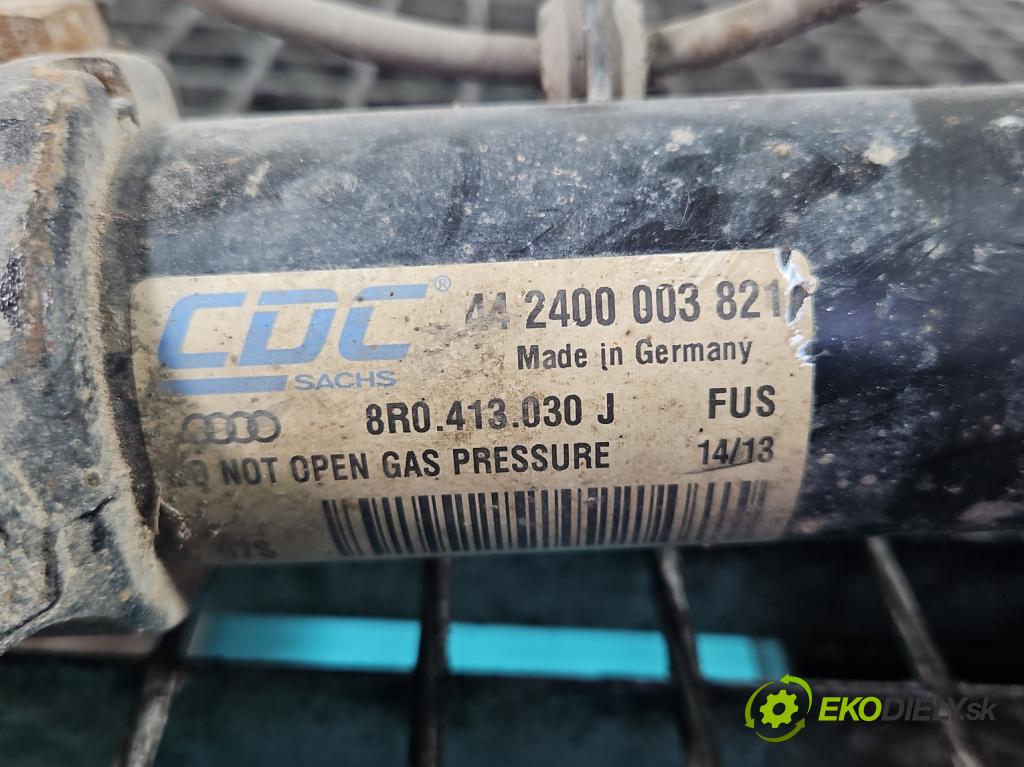 CDC® 44 2400 003 821
Made in Germany
SACHS
8R0.413.030 J FUS
NOT OPEN GAS PRESSURE 14/13
07S
EKODIELY.sk